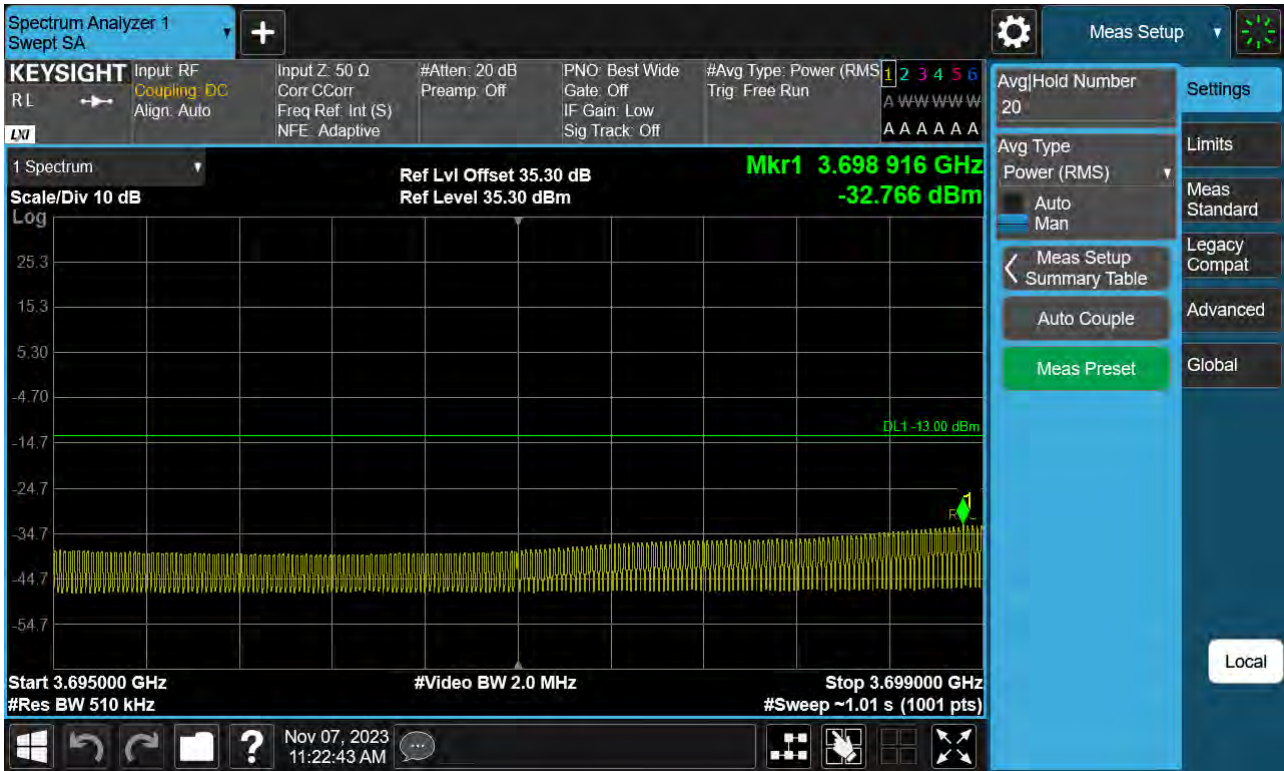 Spectrum Analyzer 1
Swept SA
Meas Setup
KEYSIGHT
R L
LXI
Input: RF
Coupling: DC
Align: Auto
Input Z: 50 Ω
Corr CCorr
Freq Ref: Int (S)
NFE: Adaptive
#Atten: 20 dB
Preamp: Off
PNO: Best Wide
Gate: Off
IF Gain: Low
Sig Track: Off
#Avg Type: Power (RMS
Trig: Free Run
1 2 3 4 5 6
A W W W W W
A A A A A A
1 Spectrum
Scale/Div 10 dB
Log
Ref Lvl Offset 35.30 dB
Ref Level 35.30 dBm
Mkr1 3.698 916 GHz
-32.766 dBm
25.3
15.3
5.30
-4.70
-14.7
-24.7
-34.7
-44.7
-54.7
DL1 -13.00 dBm
1
Start 3.695000 GHz
#Res BW 510 kHz
#Video BW 2.0 MHz
Stop 3.699000 GHz
#Sweep ~1.01 s (1001 pts)
Avg|Hold Number
20
Avg Type
Power (RMS)
Auto
Man
Meas Setup
Summary Table
Auto Couple
Meas Preset
Settings
Limits
Meas
Standard
Legacy
Compat
Advanced
Global
Local
?
Nov 07, 2023
11:22:43 AM